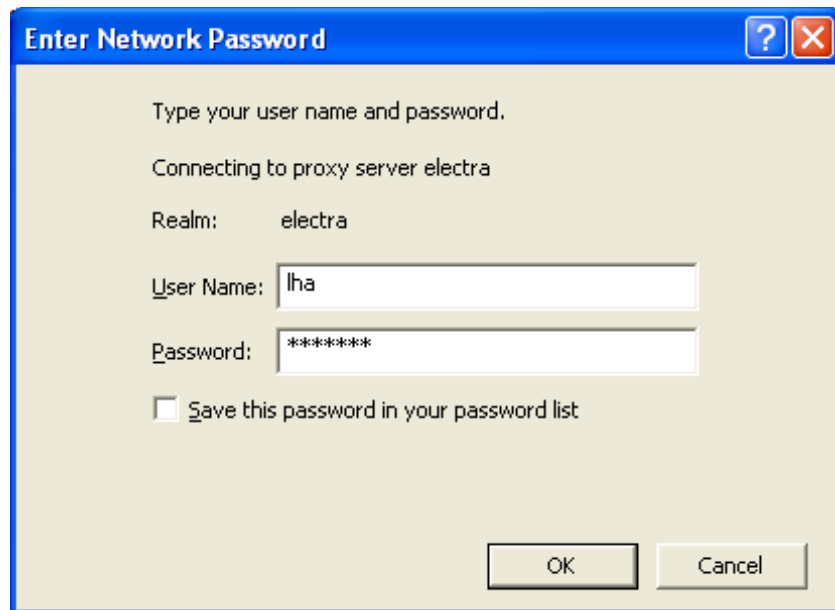 Enter Network Password
Type your user name and password.
Connecting to proxy server electra
Realm: electra
User Name: lha
Password: *******
Save this password in your password list
OK Cancel